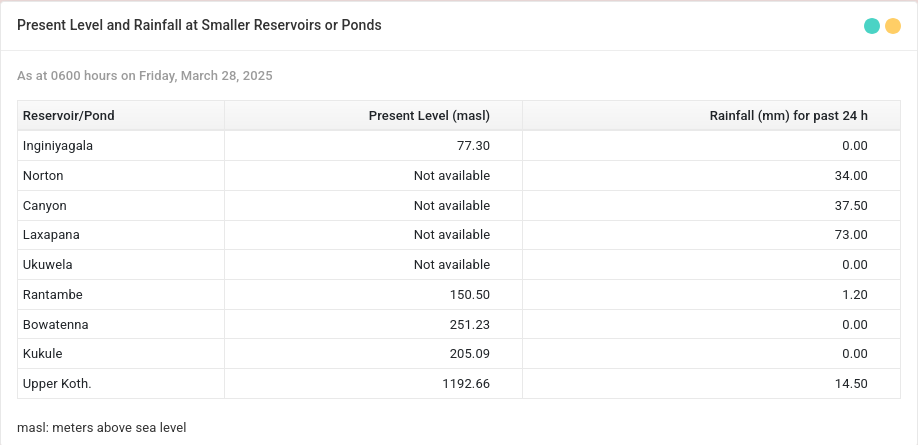 Present Level and Rainfall at Smaller Reservoirs or Ponds
As at 0600 hours on Friday, March 28, 2025
Reservoir/Pond Present Level (masl) Rainfall (mm) for past 24 h
Inginiyagala 77.30 0.00
Norton Not available 34.00
Canyon Not available 37.50
Laxapana Not available 73.00
Ukuwela Not available 0.00
Rantambe 150.50 1.20
Bowatenna 251.23 0.00
Kukule 205.09 0.00
Upper Koth. 1192.66 14.50
masl: meters above sea level